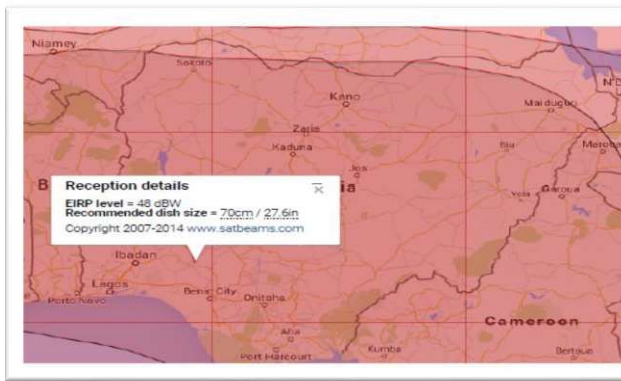 Niamey
Sokoto
Kano
Maiduguri
Zaria
Kaduna
Biu
Maroua
Jos
Reception details
EIRP level = 48 dBW
Recommended dish size = 70cm / 27.6in
Copyright 2007-2014 www.satbeams.com
B
ia
Yola
Garoua
Ibadan
Lagos
Porto Novo
Benin City
Onitsha
Cameroon
Aba
Port Harcourt
Kumba
Bertoua